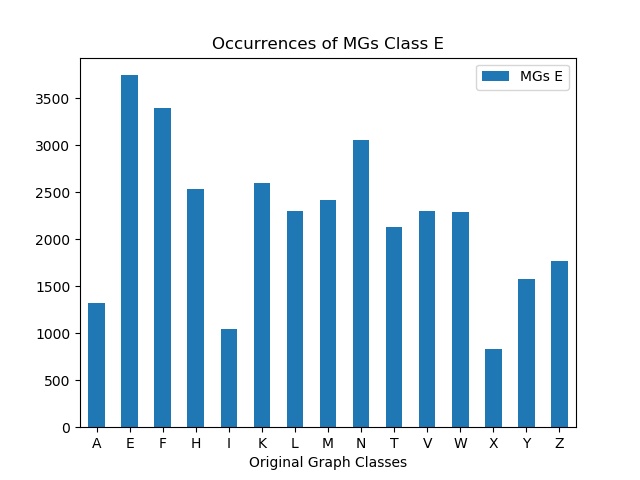 Occurrences of MGs Class E
MGs E
3500
3000
2500
2000
1500
1000
500
0
A E F H I K L M N T V W X Y Z
Original Graph Classes